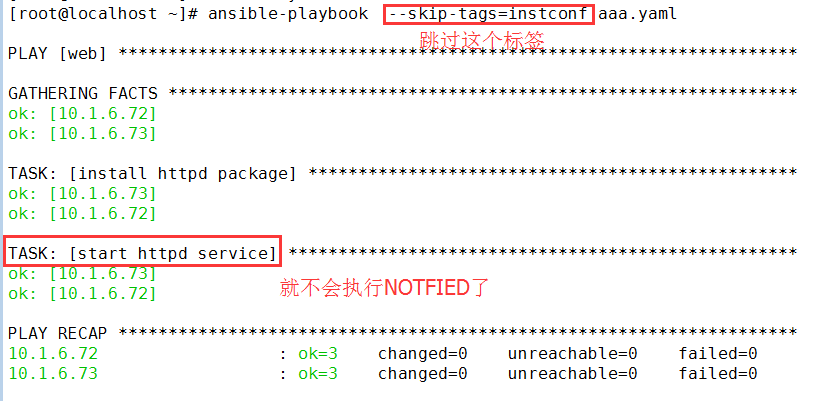 [root@localhost ~]# ansible-playbook --skip-tags=instconf aaa.yaml
跳过这个标签
PLAY [web] ********************************************************************
GATHERING FACTS ***************************************************************
ok: [10.1.6.72]
ok: [10.1.6.73]
TASK: [install httpd package] *************************************************
ok: [10.1.6.73]
ok: [10.1.6.72]
TASK: [start httpd service] ***************************************************
ok: [10.1.6.73]
就不会执行NOTFIED了
ok: [10.1.6.72]
PLAY RECAP ********************************************************************
10.1.6.72 : ok=3 changed=0 unreachable=0 failed=0
10.1.6.73 : ok=3 changed=0 unreachable=0 failed=0